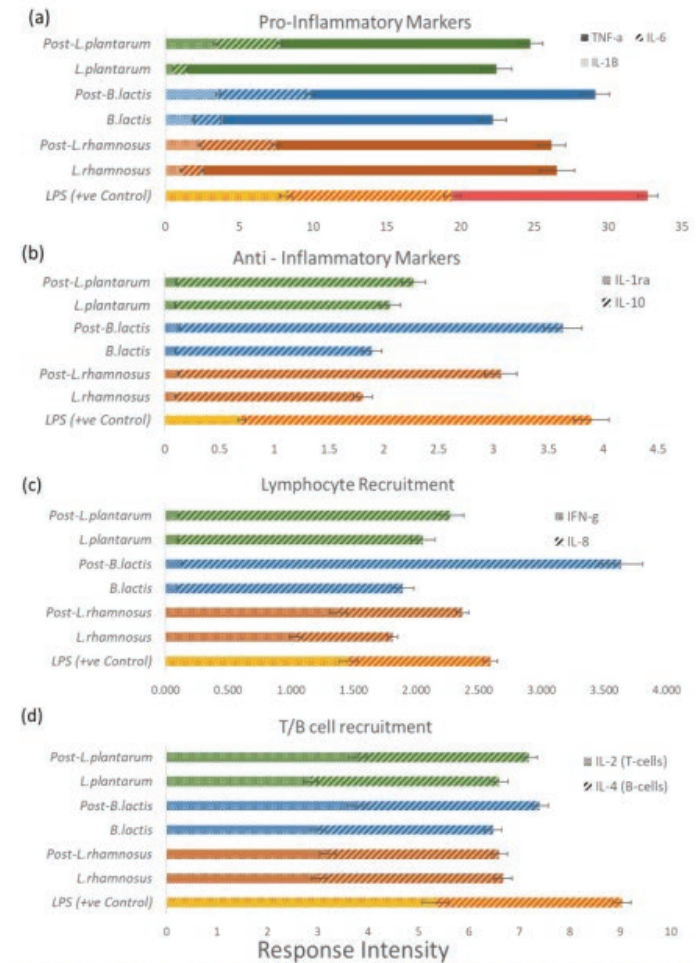 (a)
Pro-Inflammatory Markers
Post-L.plantarum
TNF-a IL-6
L.plantarum
IL-1B
Post-B.lactis
B.lactis
Post-L.rhamnosus
L.rhamnosus
LPS (+ve Control)
0 5 10 15 20 25 30 35
(b)
Anti - Inflammatory Markers
Post-L.plantarum
IL-1ra
L.plantarum
IL-10
Post-B.lactis
B.lactis
Post-L.rhamnosus
L.rhamnosus
LPS (+ve Control)
0 0.5 1 1.5 2 2.5 3 3.5 4 4.5
(c)
Lymphocyte Recruitment
Post-L.plantarum
IFN-g
L.plantarum
IL-8
Post-B.lactis
B.lactis
Post-L.rhamnosus
L.rhamnosus
LPS (+ve Control)
0.000 1.000 1.500 2.000 2.500 3.000 3.500 4.000
(d)
T/B cell recruitment
Post-L.plantarum
IL-2 (T-cells)
L.plantarum
IL-4 (B-cells)
Post-B.lactis
B.lactis
Post-L.rhamnosus
L.rhamnosus
LPS (+ve Control)
0 1 2 3 4 5 6 7 8 9 10
Response Intensity